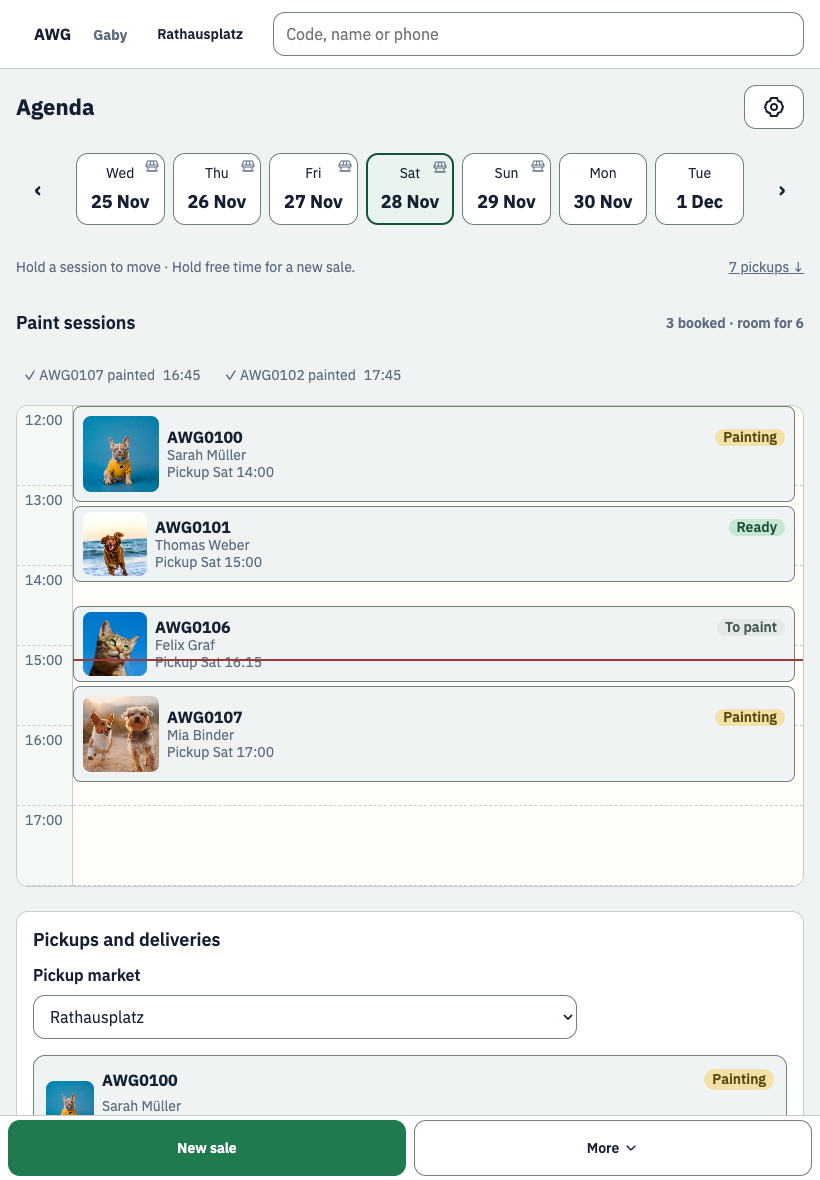 AWG Gaby Rathausplatz Code, name or phone
Agenda
Wed Thu Fri Sat Sun Mon Tue
25 Nov 26 Nov 27 Nov 28 Nov 29 Nov 30 Nov 1 Dec
Hold a session to move · Hold free time for a new sale. 7 pickups ↓
Paint sessions 3 booked · room for 6
✓ AWG0107 painted 16:45 ✓ AWG0102 painted 17:45
12:00
AWG0100 Painting
Sarah Müller
Pickup Sat 14:00
13:00
AWG0101 Ready
Thomas Weber
Pickup Sat 15:00
14:00
AWG0106 To paint
Felix Graf
15:00 Pickup Sat 16:15
AWG0107 Painting
Mia Binder
16:00 Pickup Sat 17:00
17:00
Pickups and deliveries
Pickup market
Rathausplatz
AWG0100 Painting
Sarah Müller
New sale More